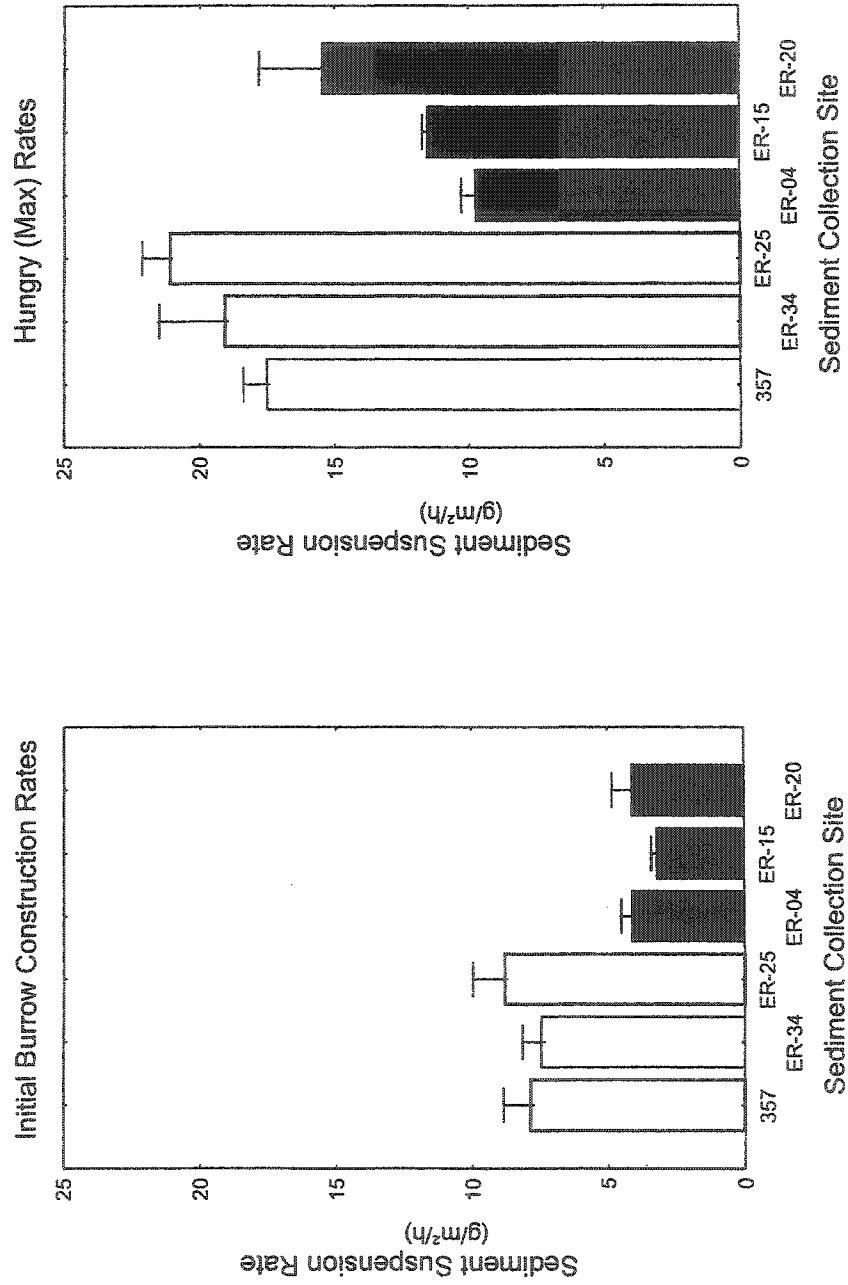 Initial Burrow Construction Rates
Sediment Suspension Rate
(g/m²/h)
25
20
15
10
5
0
357
ER-34
ER-25
ER-04
ER-15
ER-20
Sediment Collection Site
Hungry (Max) Rates
Sediment Suspension Rate
(g/m²/h)
25
20
15
10
5
0
357
ER-34
ER-25
ER-04
ER-15
ER-20
Sediment Collection Site